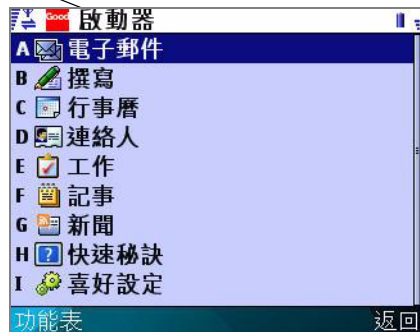 Good 啟動器
A 電子郵件
B 撰寫
C 行事曆
D 連絡人
E 工作
F 記事
G 新聞
H 快速秘訣
I 喜好設定
功能表 返回